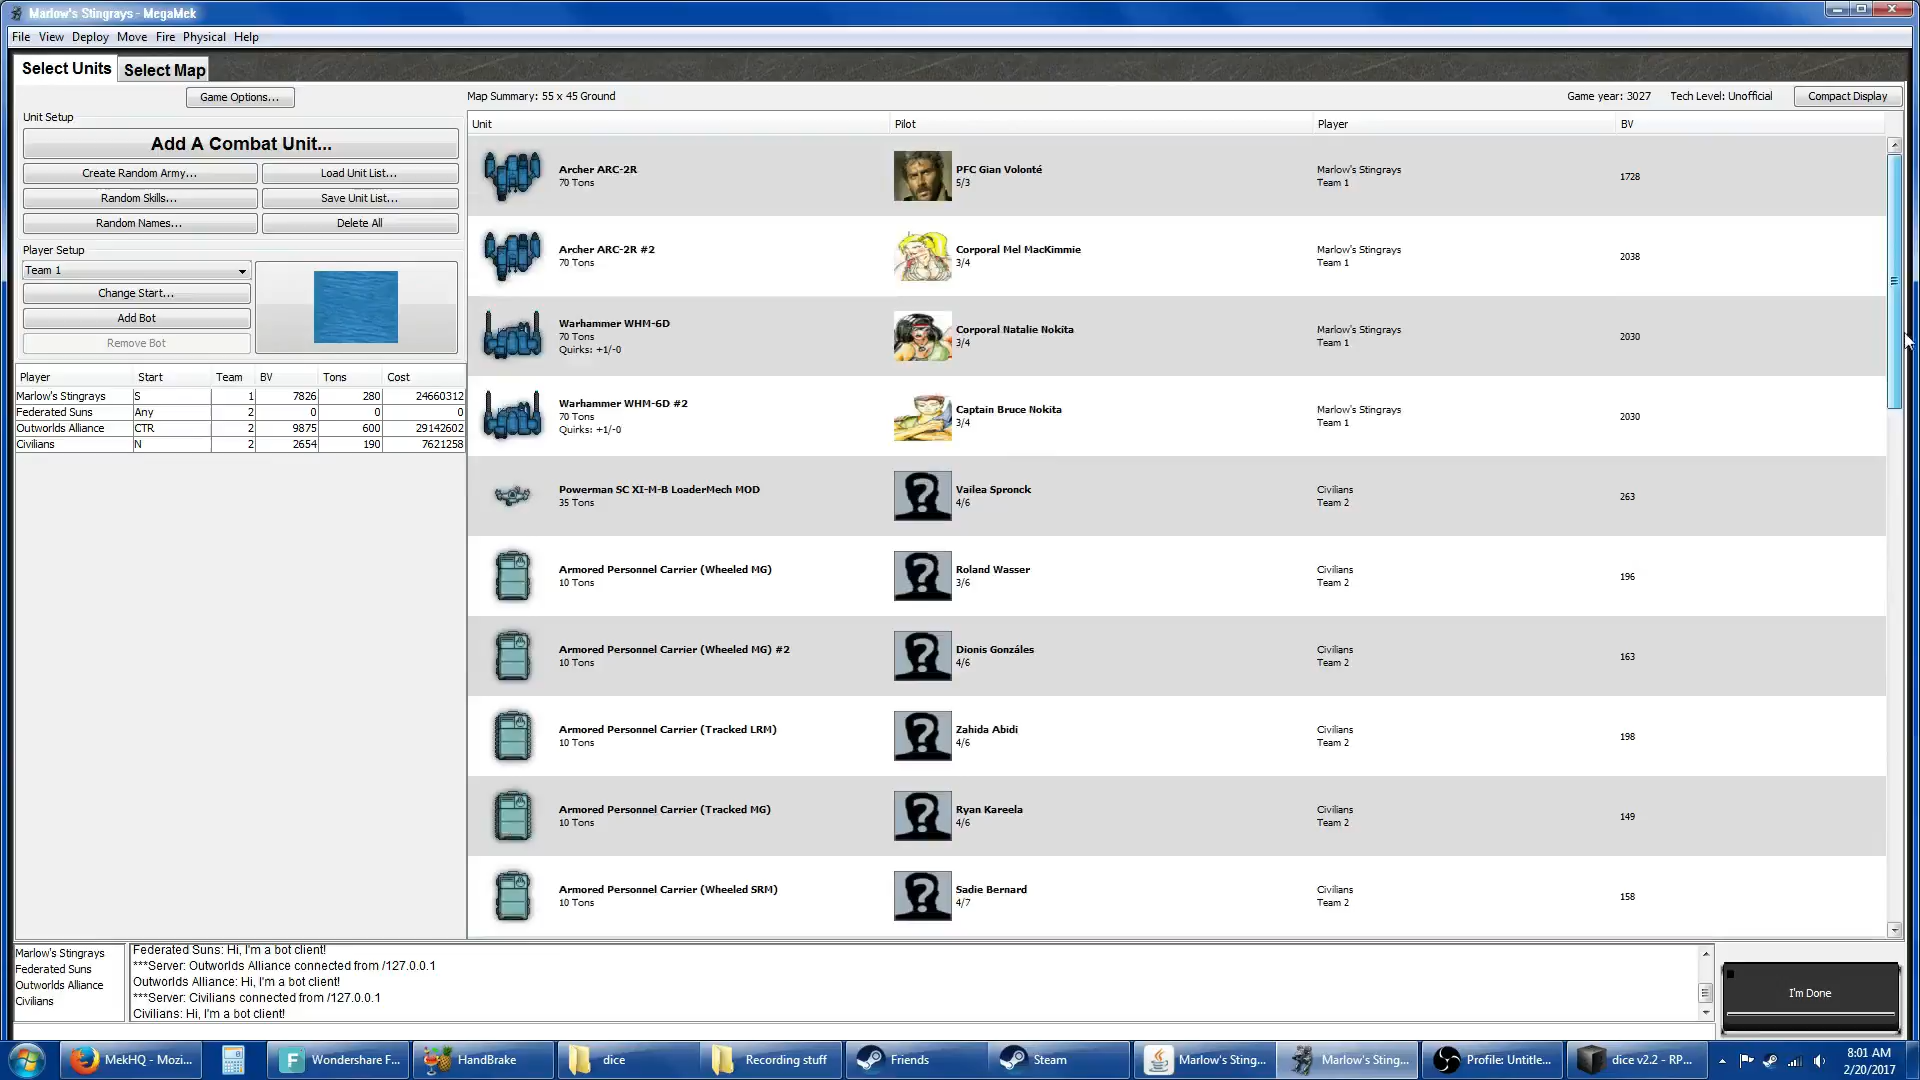 Marlow's Stingrays - MegaMek
File View Deploy Move Fire Physical Help
Select Units Select Map
Game Options...
Map Summary: 55 x 45 Ground
Game year: 3027
Tech Level: Unofficial
Compact Display
Unit Setup
Add A Combat Unit...
Create Random Army...
Load Unit List...
Random Skills...
Save Unit List...
Random Names...
Delete All
Player Setup
Team 1
Change Start...
Add Bot
Remove Bot
Player Start Team BV Tons Cost
Marlow's Stingrays S 1 7826 280 24660312
Federated Suns Any 2 0 0 0
Outworlds Alliance CTR 2 9875 600 29142602
Civilians N 2 2654 190 7621258
Unit Pilot Player BV
Archer ARC-2R
70 Tons
PFC Gian Volonté
5/3
Marlow's Stingrays
Team 1
1728
Archer ARC-2R #2
70 Tons
Corporal Mel MacKimmie
3/4
Marlow's Stingrays
Team 1
2038
Warhammer WHM-6D
70 Tons
Quirks: +1/-0
Corporal Natalie Nokita
3/4
Marlow's Stingrays
Team 1
2030
Warhammer WHM-6D #2
70 Tons
Quirks: +1/-0
Captain Bruce Nokita
3/4
Marlow's Stingrays
Team 1
2030
Powerman SC XI-M-B LoaderMech MOD
35 Tons
Vailea Spronck
4/6
Civilians
Team 2
263
Armored Personnel Carrier (Wheeled MG)
10 Tons
Roland Wasser
3/6
Civilians
Team 2
196
Armored Personnel Carrier (Wheeled MG) #2
10 Tons
Dionis Gonzáles
4/6
Civilians
Team 2
163
Armored Personnel Carrier (Tracked LRM)
10 Tons
Zahida Abidi
4/6
Civilians
Team 2
198
Armored Personnel Carrier (Tracked MG)
10 Tons
Ryan Kareela
4/6
Civilians
Team 2
149
Armored Personnel Carrier (Wheeled SRM)
10 Tons
Sadie Bernard
4/7
Civilians
Team 2
158
Marlow's Stingrays
Federated Suns
Outworlds Alliance
Civilians
Federated Suns: Hi, I'm a bot client!
***Server: Outworlds Alliance connected from /127.0.0.1
Outworlds Alliance: Hi, I'm a bot client!
***Server: Civilians connected from /127.0.0.1
Civilians: Hi, I'm a bot client!
I'm Done
MekHQ - Mozi...
Wondershare F...
HandBrake
dice
Recording stuff
Friends
Steam
Marlow's Sting...
Marlow's Sting...
Profile: Untitle...
dice v2.2 - RP...
8:01 AM
2/20/2017